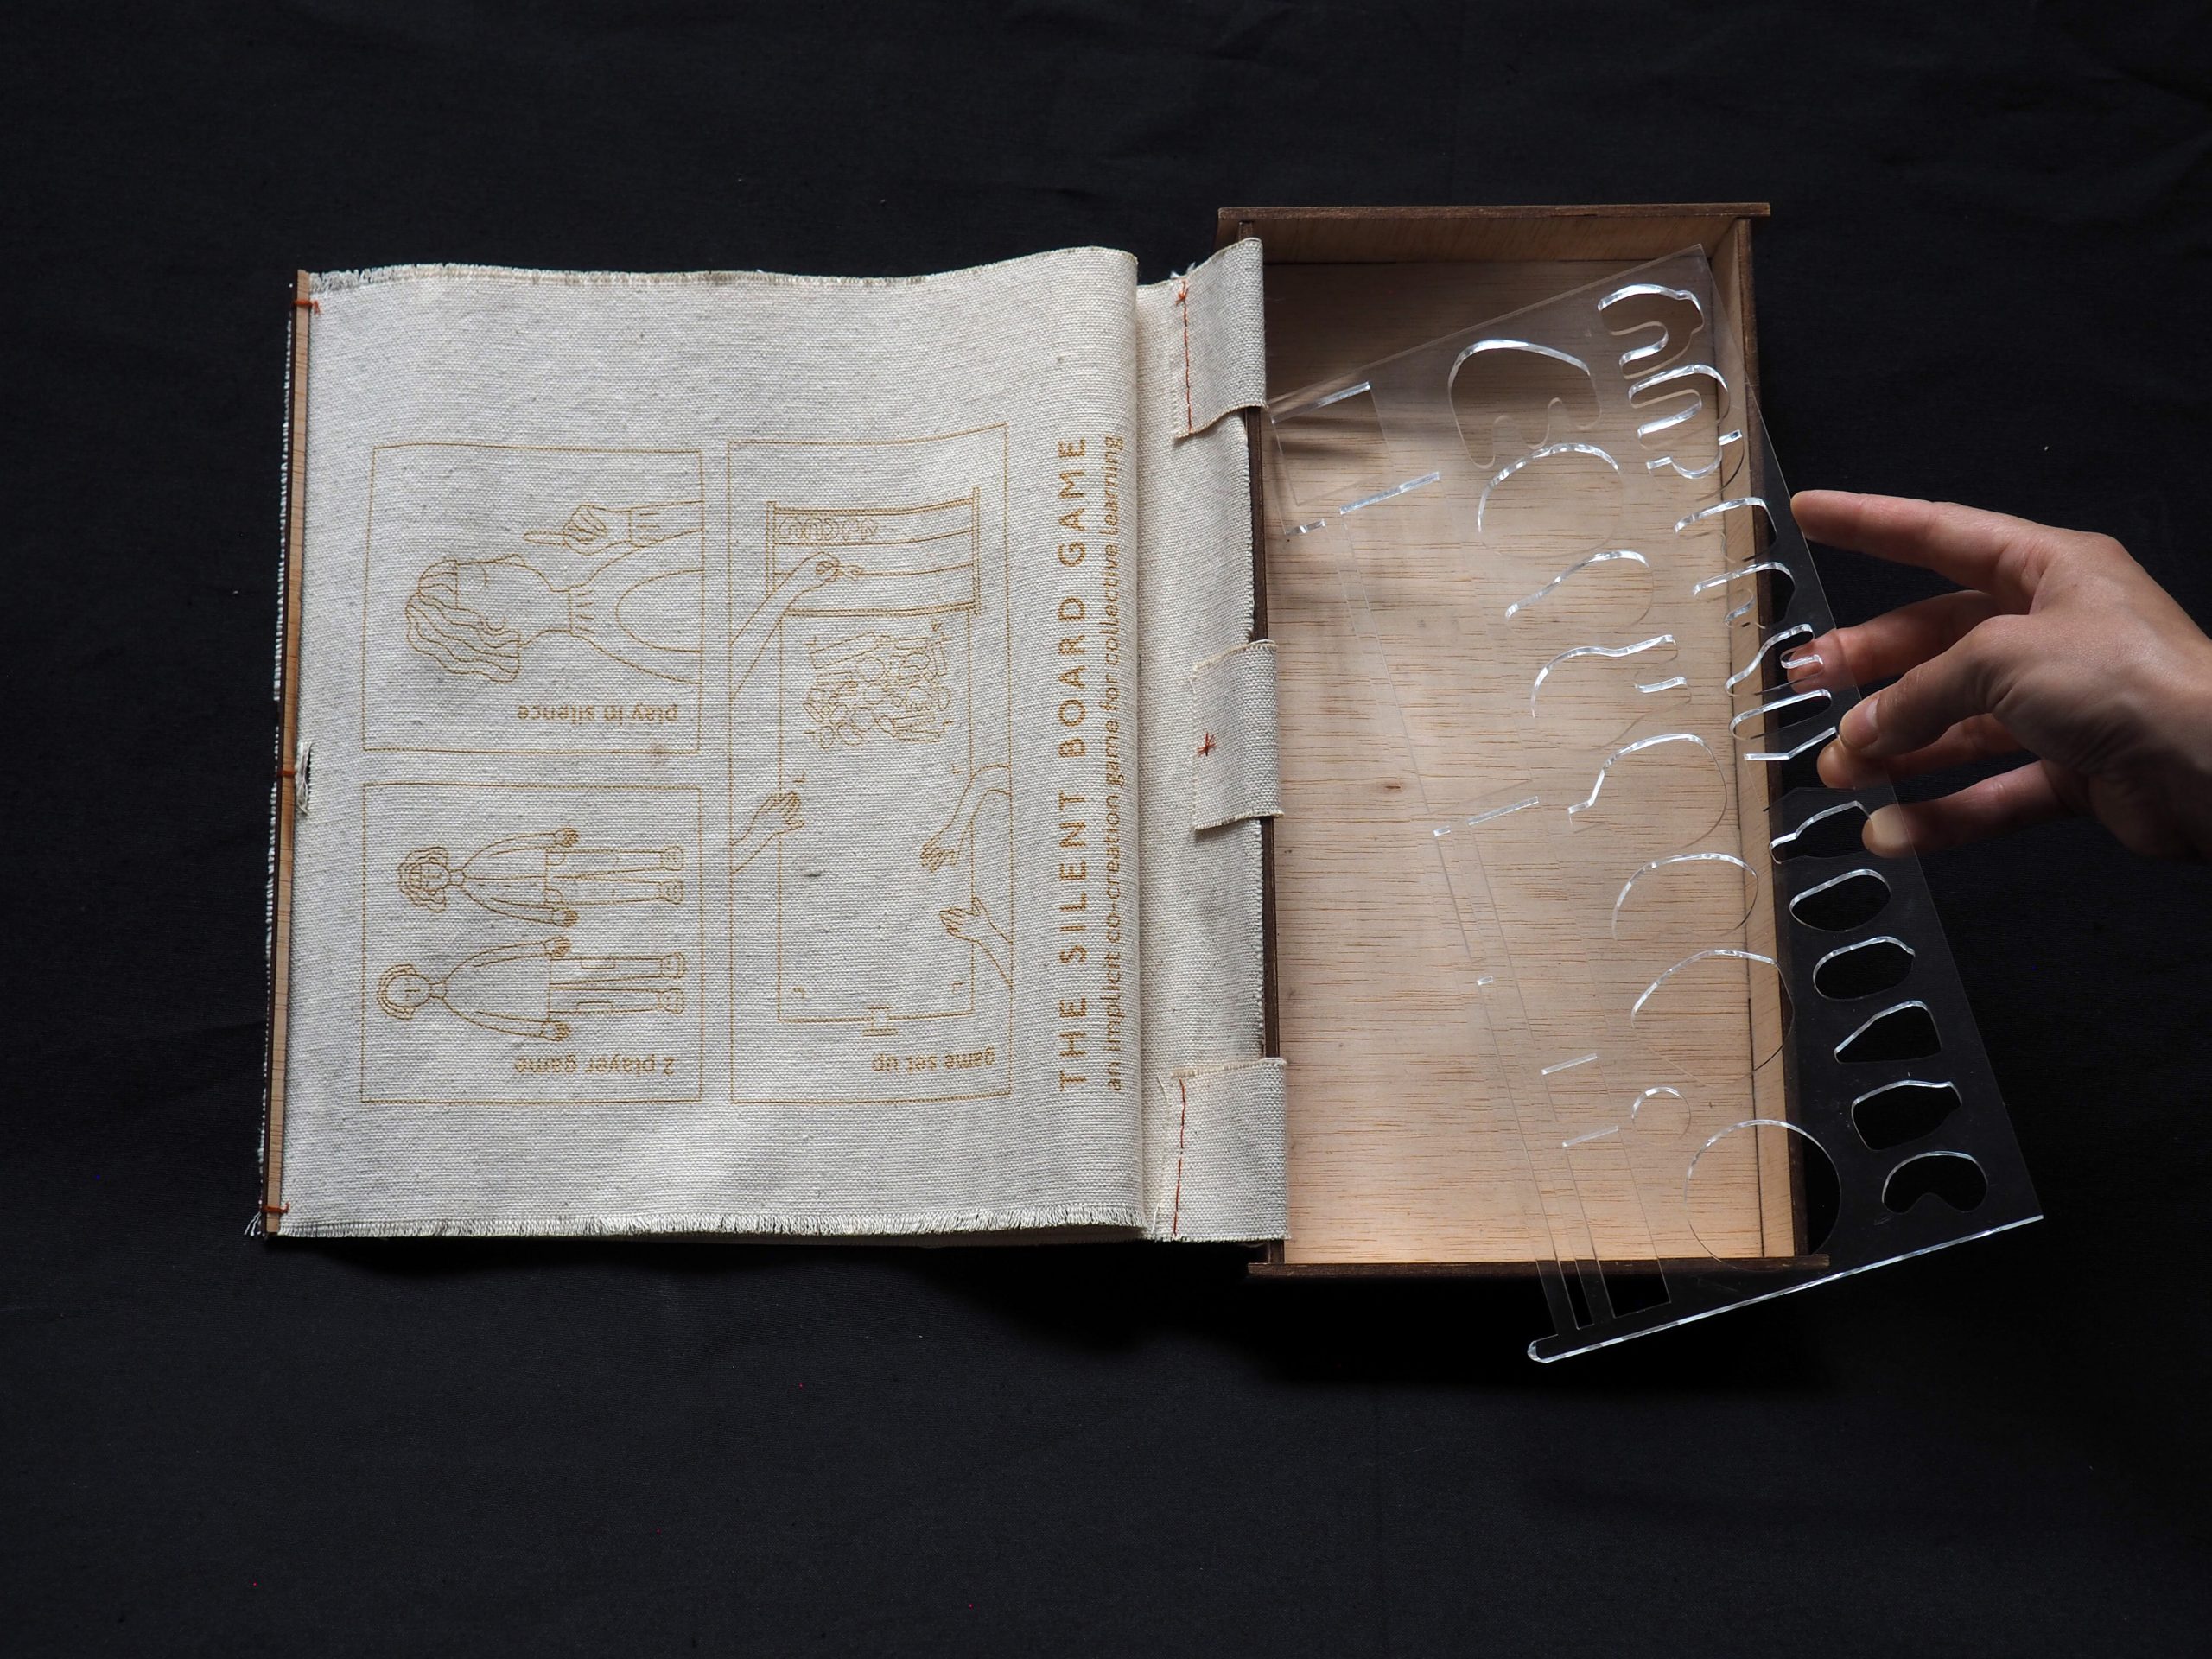 THE SILENT BOARD GAME
an implicit co-creation game for collective learning
game set up
2 player game
play in silence